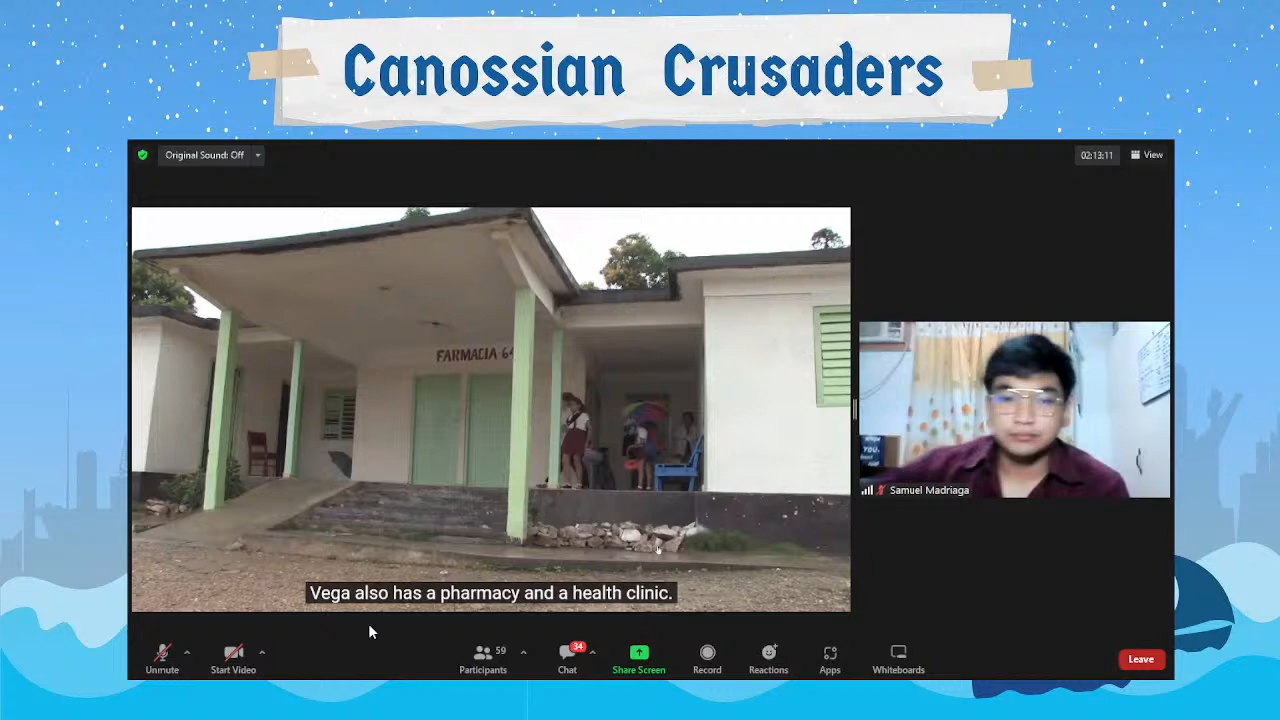 Canossian Crusaders
Original Sound: Off
02:13:11
View
FARMACIA
Vega also has a pharmacy and a health clinic.
YOU.
Samuel Madriaga
Unmute
Start Video
59
Participants
34
Chat
Share Screen
Record
Reactions
Apps
Whiteboards
Leave